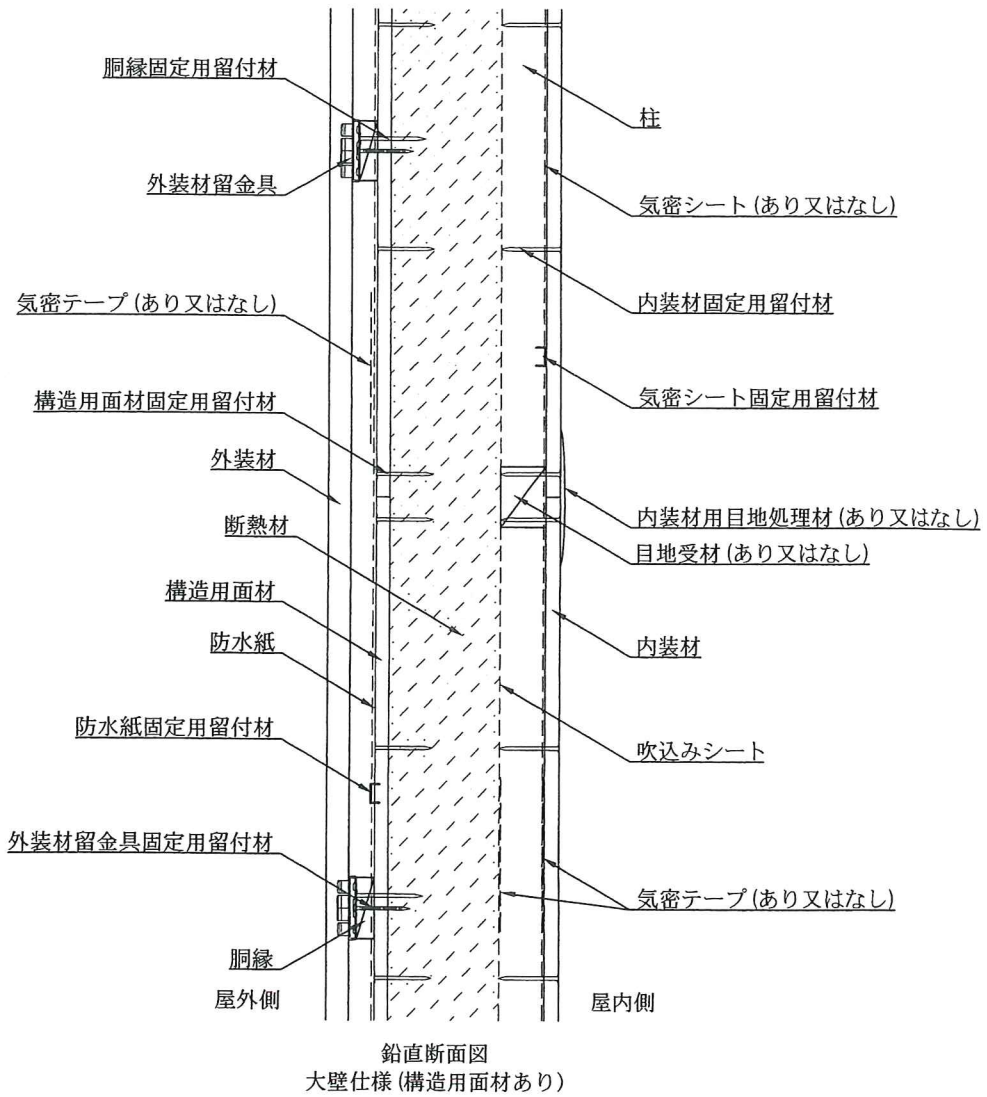 胴縁固定用留付材
外装材留金具
気密テープ(あり又はなし)
構造用面材固定用留付材
外装材
断熱材
構造用面材
防水紙
防水紙固定用留付材
外装材留金具固定用留付材
胴縁
屋外側
柱
気密シート(あり又はなし)
内装材固定用留付材
気密シート固定用留付材
内装材用目地処理材(あり又はなし)
目地受材(あり又はなし)
内装材
吹込みシート
気密テープ(あり又はなし)
屋内側
鉛直断面図
大壁仕様(構造用面材あり)